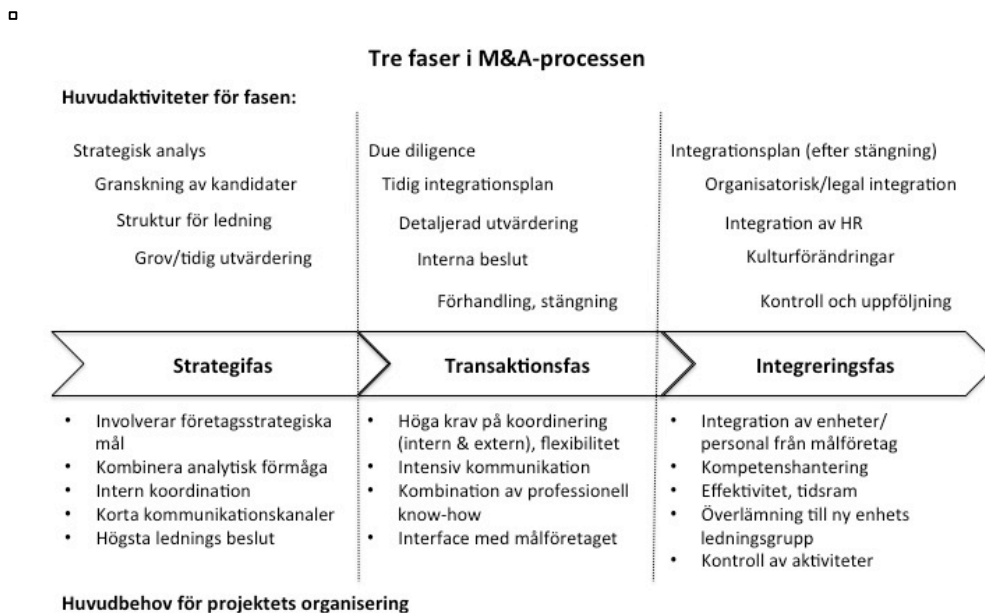 Tre faser i M&A-processen
Huvudaktiviteter för fasen:
Strategisk analys
Granskning av kandidater
Struktur för ledning
Grov/tidig utvärdering
Due diligence
Tidig integrationsplan
Detaljerad utvärdering
Interna beslut
Förhandling, stängning
Integrationsplan (efter stängning)
Organisatorisk/legal integration
Integration av HR
Kulturförändringar
Kontroll och uppföljning
Strategifas
Transaktionsfas
Integreringsfas
• Involverar företagsstrategiska
mål
• Kombinera analytisk förmåga
• Intern koordination
• Korta kommunikationskanaler
• Högsta lednings beslut
• Höga krav på koordinering
(intern & extern), flexibilitet
• Intensiv kommunikation
• Kombination av professionell
know-how
• Interface med målföretaget
• Integration av enheter/
personal från målföretag
• Kompetenshantering
• Effektivitet, tidsram
• Överlämning till ny enhets
ledningsgrupp
• Kontroll av aktiviteter
Huvudbehov för projektets organisering